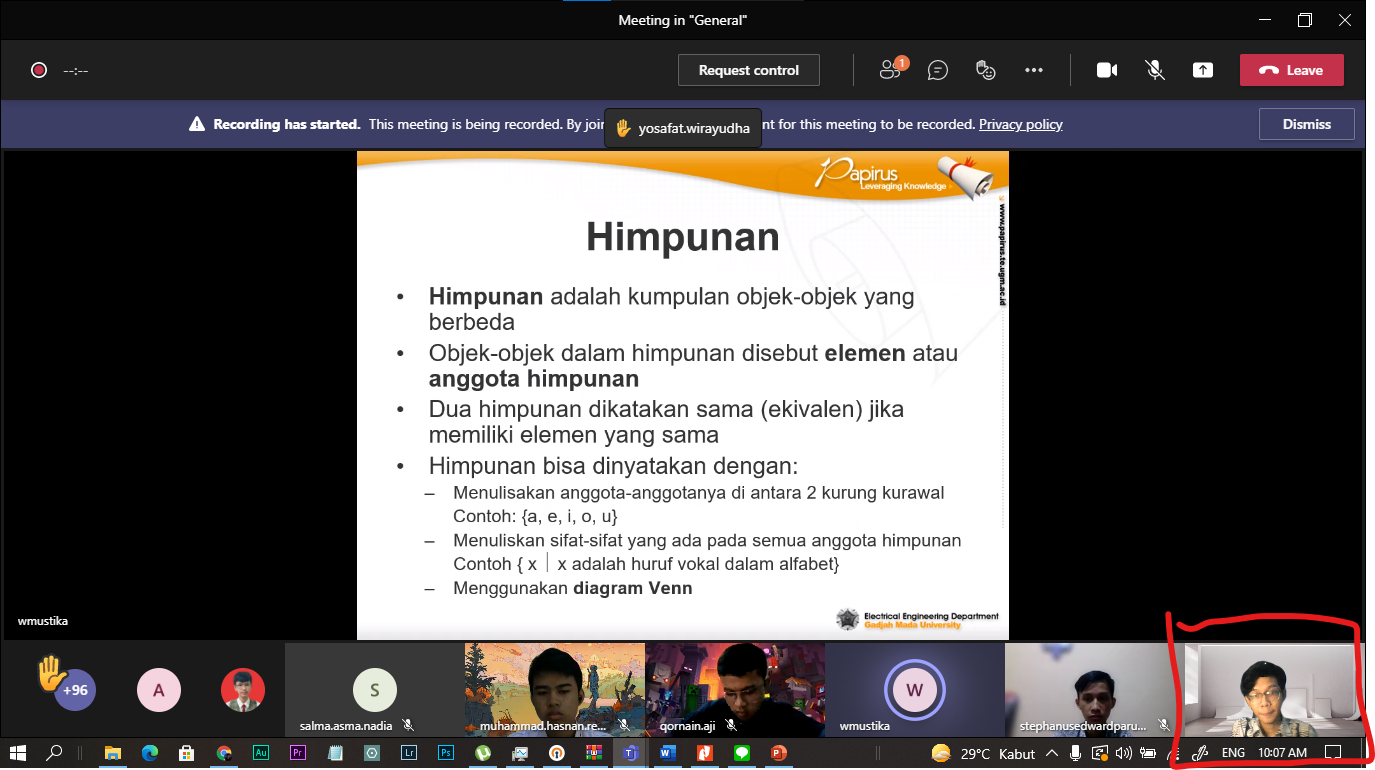 Meeting in "General"
--:--
Request control
1
Leave
Recording has started. This meeting is being recorded. By joi
yosafat.wirayudha
nt for this meeting to be recorded. Privacy policy
Dismiss
Papirus
Leveraging Knowledge
www.papirus.te.ugm.ac.id
Himpunan
• Himpunan adalah kumpulan objek-objek yang
berbeda
• Objek-objek dalam himpunan disebut elemen atau
anggota himpunan
• Dua himpunan dikatakan sama (ekivalen) jika
memiliki elemen yang sama
• Himpunan bisa dinyatakan dengan:
– Menulisakan anggota-anggotanya di antara 2 kurung kurawal
Contoh: {a, e, i, o, u}
– Menuliskan sifat-sifat yang ada pada semua anggota himpunan
Contoh { x | x adalah huruf vokal dalam alfabet}
– Menggunakan diagram Venn
Electrical Engineering Department
Gadjah Mada University
wmustika
+96
A
S
salma.asma.nadia
muhammad.hasnan.re...
qornain.aji
W
wmustika
stephanusedwardparu...
Au
Pr
Lr
Ps
29°C Kabut
ENG
10:07 AM